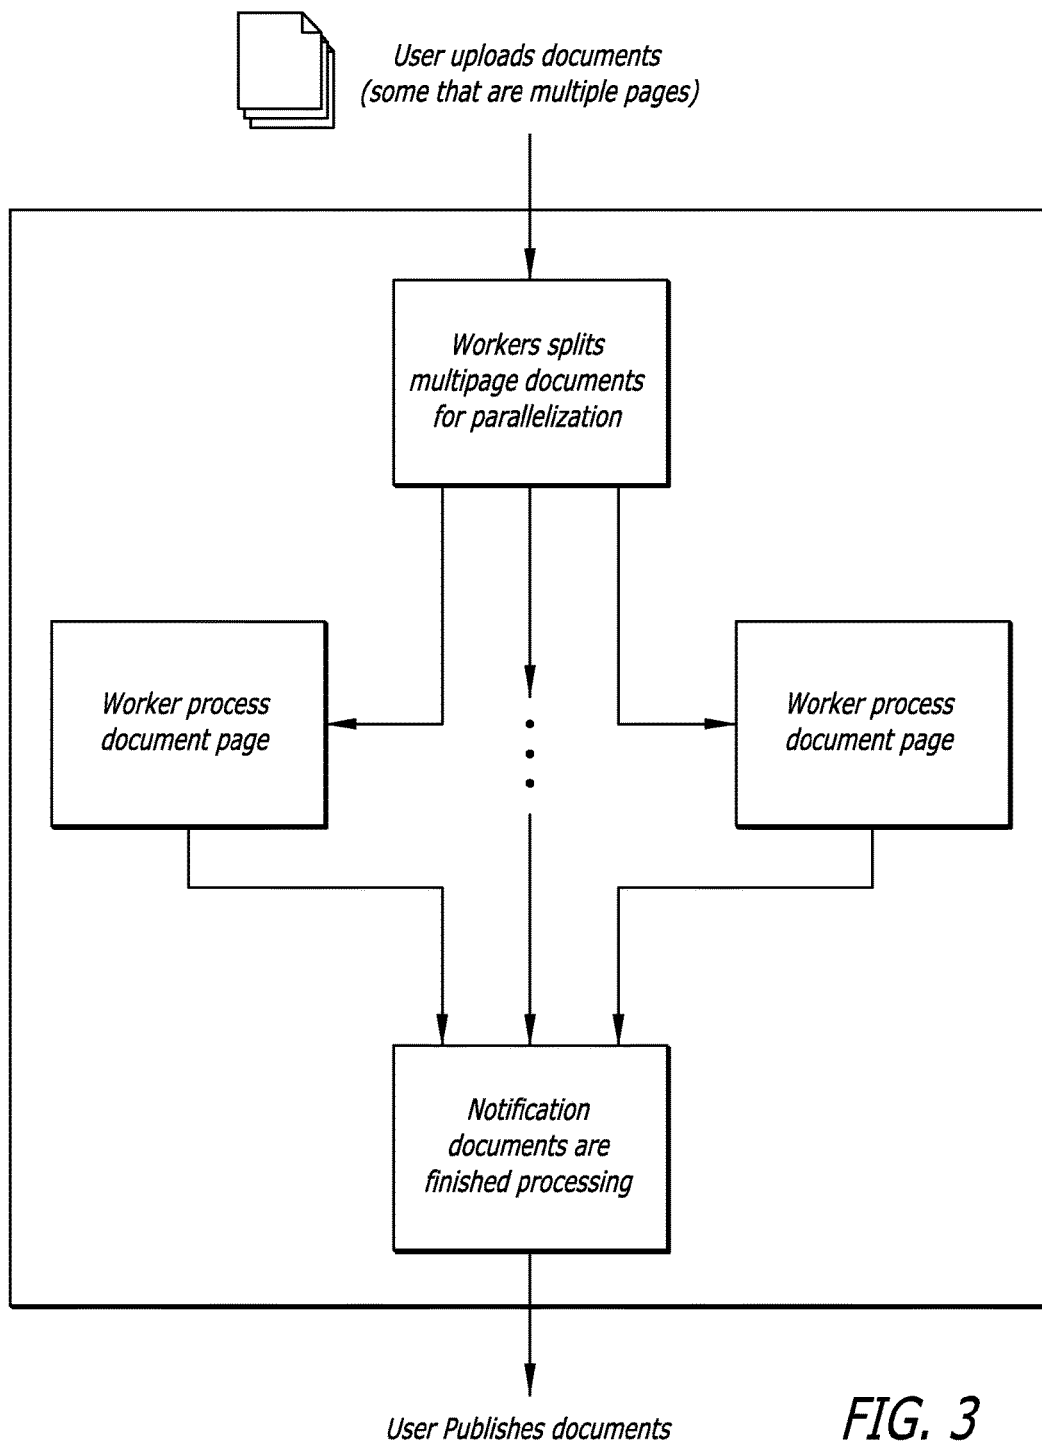 User uploads documents
(some that are multiple pages)
Workers splits
multipage documents
for parallelization
Worker process
document page
Worker process
document page
Notification
documents are
finished processing
User Publishes documents
FIG. 3